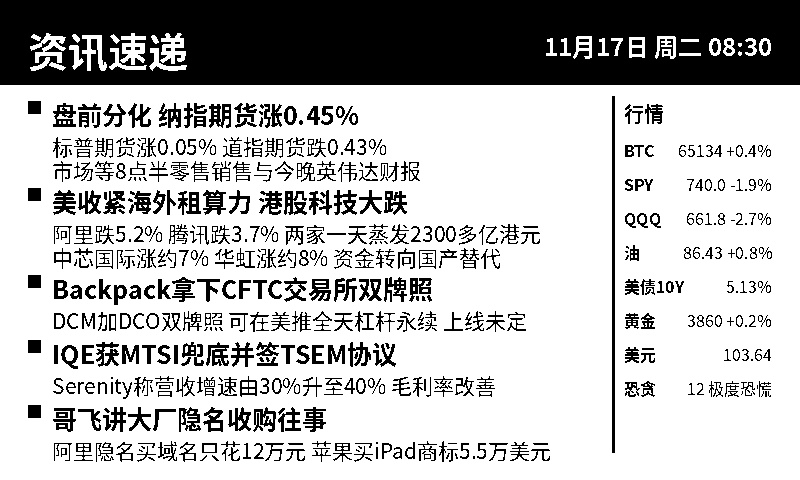 资讯速递
11月17日 周二 08:30
盘前分化 纳指期货涨0.45%
标普期货涨0.05% 道指期货跌0.43%
市场等8点半零售销售与今晚英伟达财报
美收紧海外租算力 港股科技大跌
阿里跌5.2% 腾讯跌3.7% 两家一天蒸发2300多亿港元
中芯国际涨约7% 华虹涨约8% 资金转向国产替代
Backpack拿下CFTC交易所双牌照
DCM加DCO双牌照 可在美推全天杠杆永续 上线未定
IQE获MTSI兜底并签TSEM协议
Serenity称营收增速由30%升至40% 毛利率改善
哥飞讲大厂隐名收购往事
阿里隐名买域名只花12万元 苹果买iPad商标5.5万美元
行情
BTC 65134 +0.4%
SPY 740.0 -1.9%
QQQ 661.8 -2.7%
油 86.43 +0.8%
美债10Y 5.13%
黄金 3860 +0.2%
美元 103.64
恐贪 12 极度恐慌